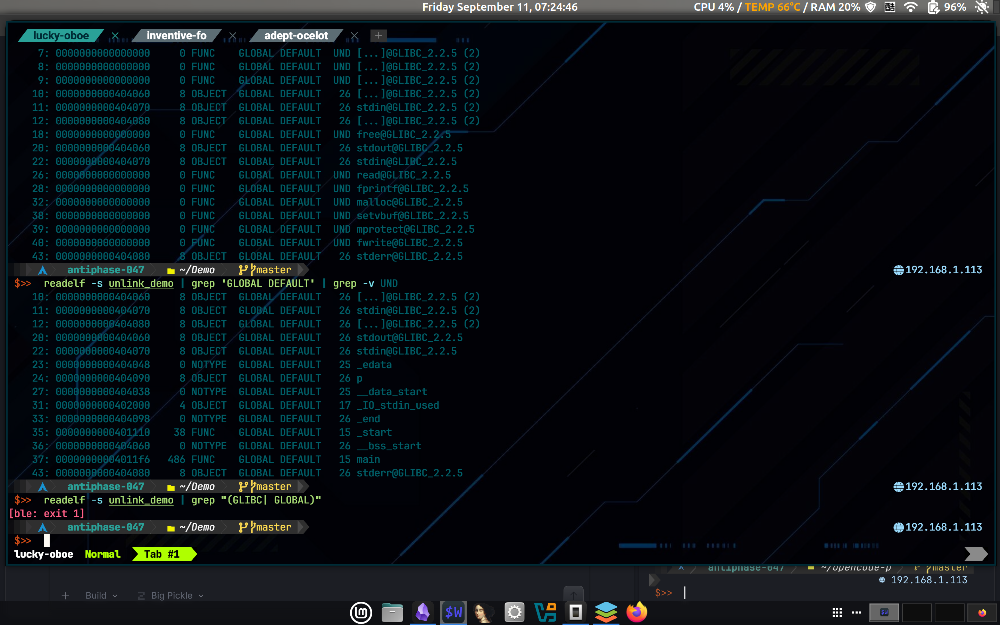 Friday September 11, 07:24:46
CPU 4% / TEMP 66°C / RAM 20% 酷 96%
lucky-oboe × inventive-fo × adept-ocelot × +
7: 0000000000000000 0 FUNC GLOBAL DEFAULT UND [...]@GLIBC_2.2.5 (2)
8: 0000000000000000 0 FUNC GLOBAL DEFAULT UND [...]@GLIBC_2.2.5 (2)
9: 0000000000000000 0 FUNC GLOBAL DEFAULT UND [...]@GLIBC_2.2.5 (2)
10: 0000000000404060 8 OBJECT GLOBAL DEFAULT 26 [...]@GLIBC_2.2.5 (2)
11: 0000000000404070 8 OBJECT GLOBAL DEFAULT 26 stdin@GLIBC_2.2.5 (2)
12: 0000000000404080 8 OBJECT GLOBAL DEFAULT 26 [...]@GLIBC_2.2.5 (2)
18: 0000000000000000 0 FUNC GLOBAL DEFAULT UND free@GLIBC_2.2.5
20: 0000000000404060 8 OBJECT GLOBAL DEFAULT 26 stdout@GLIBC_2.2.5
22: 0000000000404070 8 OBJECT GLOBAL DEFAULT 26 stdin@GLIBC_2.2.5
26: 0000000000000000 0 FUNC GLOBAL DEFAULT UND read@GLIBC_2.2.5
28: 0000000000000000 0 FUNC GLOBAL DEFAULT UND fprintf@GLIBC_2.2.5
32: 0000000000000000 0 FUNC GLOBAL DEFAULT UND malloc@GLIBC_2.2.5
38: 0000000000000000 0 FUNC GLOBAL DEFAULT UND setvbuf@GLIBC_2.2.5
39: 0000000000000000 0 FUNC GLOBAL DEFAULT UND mprotect@GLIBC_2.2.5
40: 0000000000000000 0 FUNC GLOBAL DEFAULT UND fwrite@GLIBC_2.2.5
43: 0000000000404080 8 OBJECT GLOBAL DEFAULT 26 stderr@GLIBC_2.2.5
antiphase-047 ~/Demo master 192.168.1.113
$>> readelf -s unlink_demo | grep 'GLOBAL DEFAULT' | grep -v UND
10: 0000000000404060 8 OBJECT GLOBAL DEFAULT 26 [...]@GLIBC_2.2.5 (2)
11: 0000000000404070 8 OBJECT GLOBAL DEFAULT 26 stdin@GLIBC_2.2.5 (2)
12: 0000000000404080 8 OBJECT GLOBAL DEFAULT 26 [...]@GLIBC_2.2.5 (2)
20: 0000000000404060 8 OBJECT GLOBAL DEFAULT 26 stdout@GLIBC_2.2.5
22: 0000000000404070 8 OBJECT GLOBAL DEFAULT 26 stdin@GLIBC_2.2.5
23: 0000000000404048 0 NOTYPE GLOBAL DEFAULT 25 _edata
24: 0000000000404090 8 OBJECT GLOBAL DEFAULT 26 p
27: 0000000000404038 0 NOTYPE GLOBAL DEFAULT 25 __data_start
31: 0000000000402000 4 OBJECT GLOBAL DEFAULT 17 _IO_stdin_used
33: 0000000000404098 0 NOTYPE GLOBAL DEFAULT 26 _end
35: 0000000000401110 38 FUNC GLOBAL DEFAULT 15 _start
36: 0000000000404060 0 NOTYPE GLOBAL DEFAULT 26 __bss_start
37: 00000000004011f6 486 FUNC GLOBAL DEFAULT 15 main
43: 0000000000404080 8 OBJECT GLOBAL DEFAULT 26 stderr@GLIBC_2.2.5
antiphase-047 ~/Demo master 192.168.1.113
$>> readelf -s unlink_demo | grep "(GLIBC| GLOBAL)"
[ble: exit 1]
antiphase-047 ~/Demo master 192.168.1.113
$>>
lucky-oboe Normal Tab #1
antiphase-047 ~/opencode-p master
192.168.1.113
+ Build Big Pickle
$>>
lm $W
$W